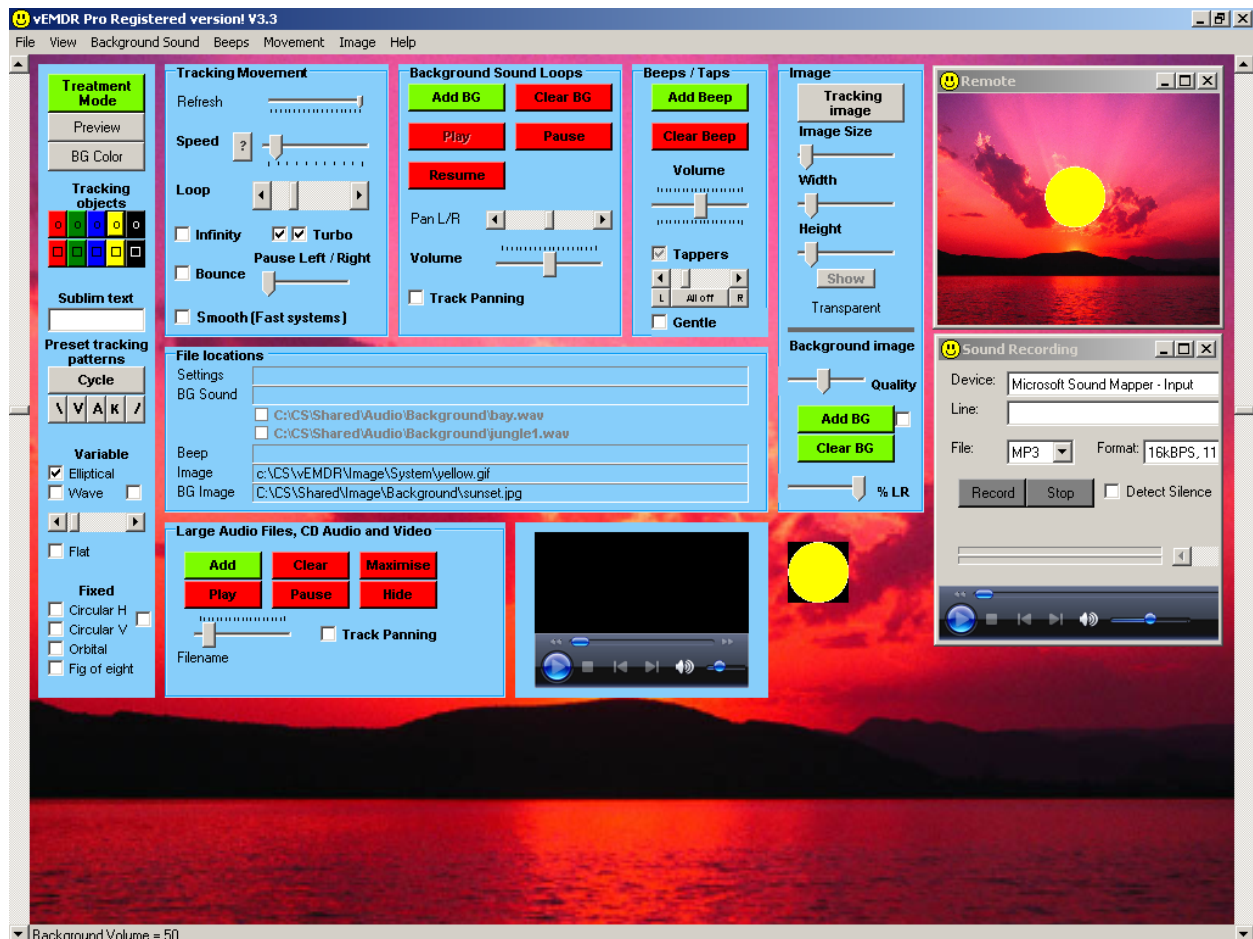 vEMDR Pro Registered version! V3.3
File View Background Sound Beeps Movement Image Help
Treatment
Mode
Preview
BG Color
Tracking
objects
Sublim text
Preset tracking
patterns
Cycle
\ V A K /
Variable
Elliptical
Wave
Flat
Fixed
Circular H
Circular V
Orbital
Fig of eight
Tracking Movement
Refresh
Speed ?
Loop
Infinity Turbo
Bounce Pause Left / Right
Smooth (Fast systems)
Background Sound Loops
Add BG Clear BG
Play Pause
Resume
Pan L/R
Volume
Track Panning
Beeps / Taps
Add Beep
Clear Beep
Volume
Tappers
L All off R
Gentle
Image
Tracking
image
Image Size
Width
Height
Show
Transparent
Background image
Quality
Add BG
Clear BG
% LR
File locations
Settings
BG Sound
C:\CS\Shared\Audio\Background\bay.wav
C:\CS\Shared\Audio\Background\jungle1.wav
Beep
Image c:\CS\vEMDR\Image\System\yellow.gif
BG Image C:\CS\Shared\Image\Background\sunset.jpg
Large Audio Files, CD Audio and Video
Add Clear Maximise
Play Pause Hide
Track Panning
Filename
Remote
Sound Recording
Device: Microsoft Sound Mapper - Input
Line:
File: MP3 Format: 16kBPS, 11
Record Stop Detect Silence
Background Volume = 50